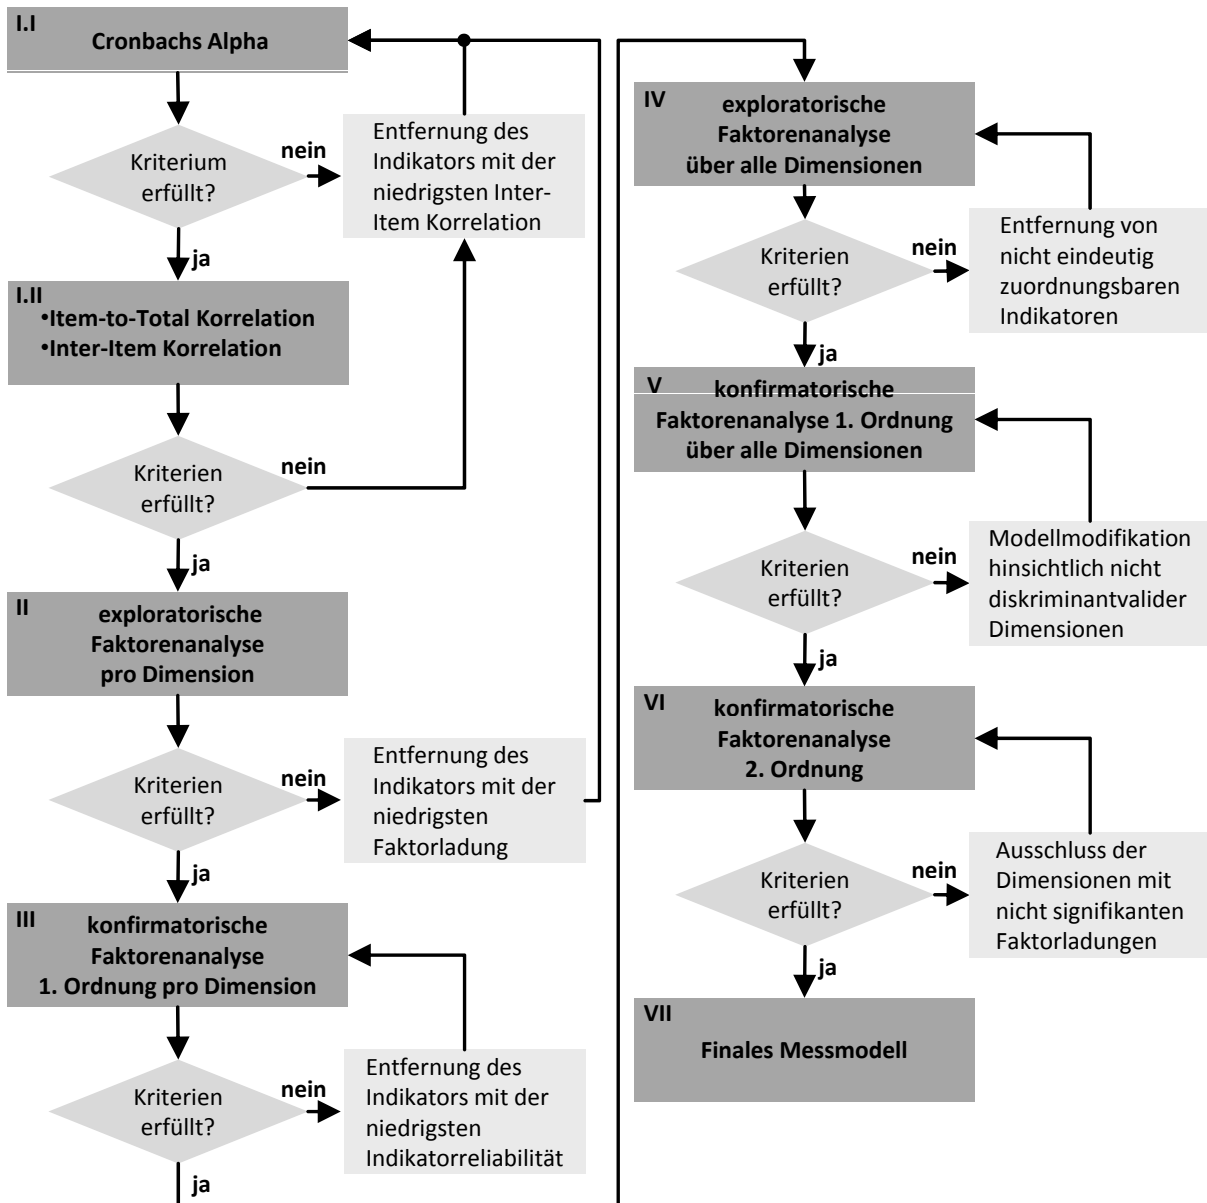 I.I
Cronbachs Alpha
Kriterium
erfüllt?
nein
Entfernung des
Indikators mit der
niedrigsten Inter-
Item Korrelation
ja
I.II
•Item-to-Total Korrelation
•Inter-Item Korrelation
Kriterien
erfüllt?
nein
ja
II
exploratorische
Faktorenanalyse
pro Dimension
Kriterien
erfüllt?
nein
Entfernung des
Indikators mit der
niedrigsten
Faktorladung
ja
III
konfirmatorische
Faktorenanalyse
1. Ordnung pro Dimension
Kriterien
erfüllt?
nein
Entfernung des
Indikators mit der
niedrigsten
Indikatorreliabilität
ja
IV
exploratorische
Faktorenanalyse
über alle Dimensionen
Kriterien
erfüllt?
nein
Entfernung von
nicht eindeutig
zuordnungsbaren
Indikatoren
ja
V
konfirmatorische
Faktorenanalyse 1. Ordnung
über alle Dimensionen
Kriterien
erfüllt?
nein
Modellmodifikation
hinsichtlich nicht
diskriminantvalider
Dimensionen
ja
VI
konfirmatorische
Faktorenanalyse
2. Ordnung
Kriterien
erfüllt?
nein
Ausschluss der
Dimensionen mit
nicht signifikanten
Faktorladungen
ja
VII
Finales Messmodell